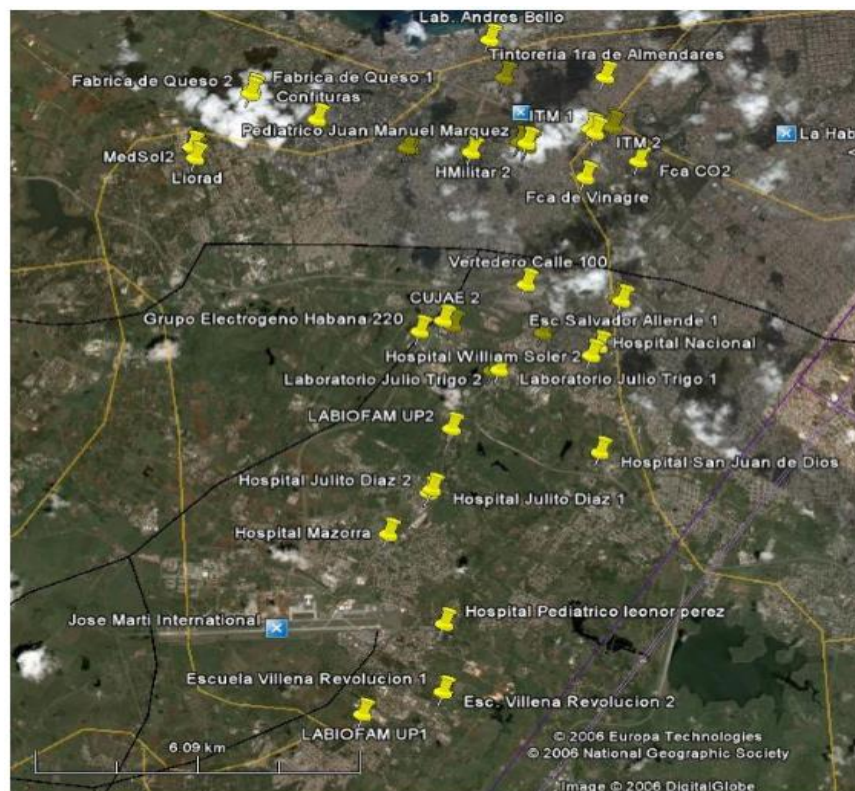 Lab. Andres Bello
Tintoreria 1ra de Almendares
Fabrica de Queso 2
Fabrica de Queso 1
Confituras
ITM 1
Pediatrico Juan Manuel Marquez
ITM 2
La Hab
MedSol2
HMilitar 2
Fca CO2
Liorad
Fca de Vinagre
Vertedero Calle 100
CUJAE 2
Grupo Electrogeno Habana 220
Esc. Salvador Allende 1
Hospital Nacional
Hospital William Soler 2
Laboratorio Julio Trigo 2
Laboratorio Julio Trigo 1
LABIOFAM UP2
Hospital San Juan de Dios
Hospital Julito Diaz 2
Hospital Julito Diaz 1
Hospital Mazorra
Hospital Pediatrico leonor perez
Jose Marti International
Escuela Villena Revolucion 1
Esc. Villena Revolucion 2
LABIOFAM UP1
6.09 km
© 2006 Europa Technologies
© 2006 National Geographic Society
Image © 2006 DigitalGlobe